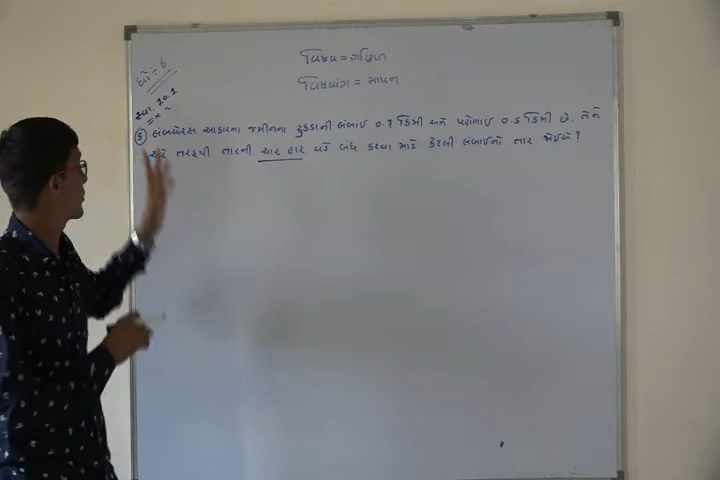 વિષય = ગણિત
ધો:- 6
વિષયાંગ = માપન
સ્વા. 10.1
લંબચોરસ આકારના જમીનના ટુકડાની લંબાઈ 0.7 કિમી અને પહોળાઈ 0.5 કિમી છે. તેને
ચારે તરફથી તારની ચાર હાર વડે બંધ કરવા માટે કેટલી લંબાઈનો તાર જોઈએ?